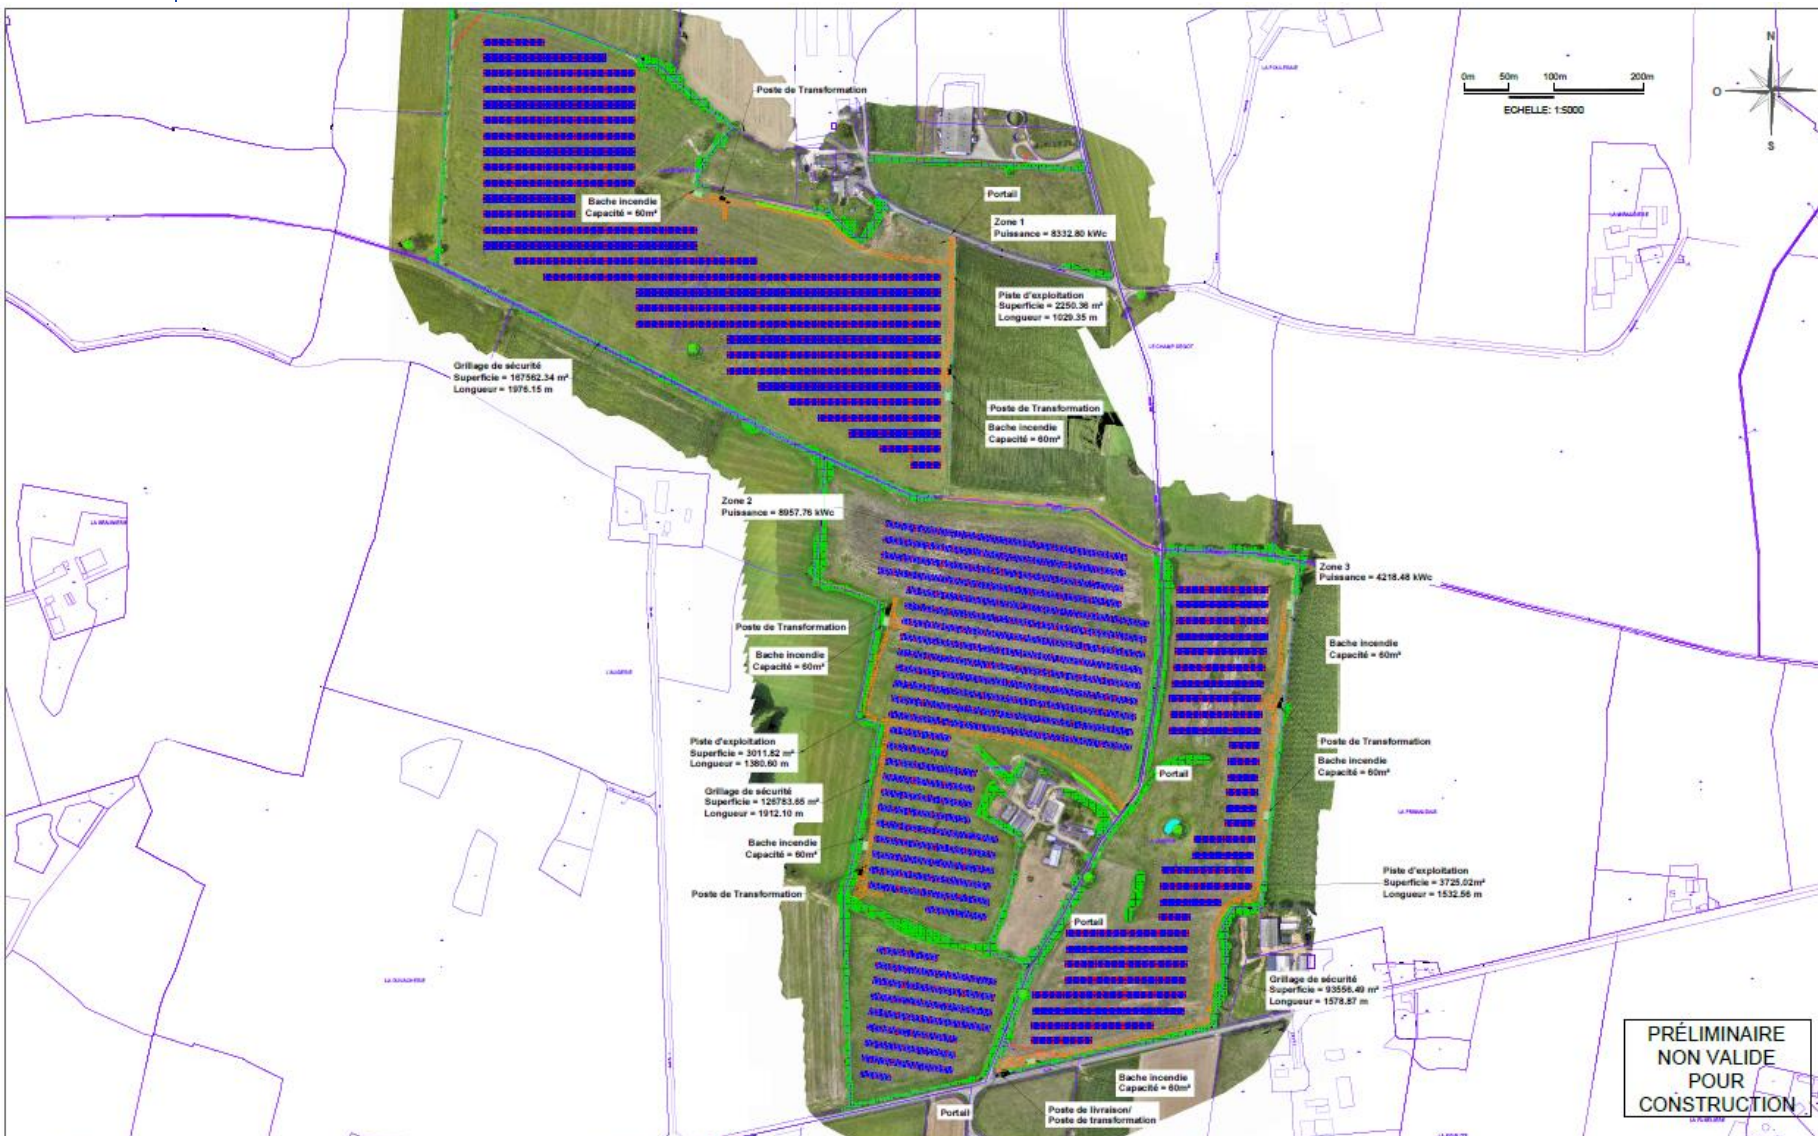 0m 50m 100m 200m
ECHELLE: 1:5000
N
O
S
Poste de Transformation
Bache incendie
Capacité = 60m³
Portail
Zone 1
Puissance = 8332.80 kWc
Piste d'exploitation
Superficie = 2250.36 m²
Longueur = 1029.35 m
Grillage de sécurité
Superficie = 167562.34 m²
Longueur = 1976.15 m
Poste de Transformation
Bache incendie
Capacité = 60m³
Zone 2
Puissance = 8957.76 kWc
Zone 3
Puissance = 4218.48 kWc
Poste de Transformation
Bache incendie
Capacité = 60m³
Bache incendie
Capacité = 60m³
Piste d'exploitation
Superficie = 3011.82 m²
Longueur = 1380.60 m
Poste de Transformation
Bache incendie
Capacité = 60m³
Portail
Grillage de sécurité
Superficie = 126783.65 m²
Longueur = 1912.10 m
Bache incendie
Capacité = 60m³
Poste de Transformation
Piste d'exploitation
Superficie = 3725.02m²
Longueur = 1532.56 m
Portail
Grillage de sécurité
Superficie = 93556.49 m²
Longueur = 1578.87 m
Bache incendie
Capacité = 60m³
Portail
Poste de livraison/
Poste de transformation
PRÉLIMINAIRE
NON VALIDE
POUR
CONSTRUCTION